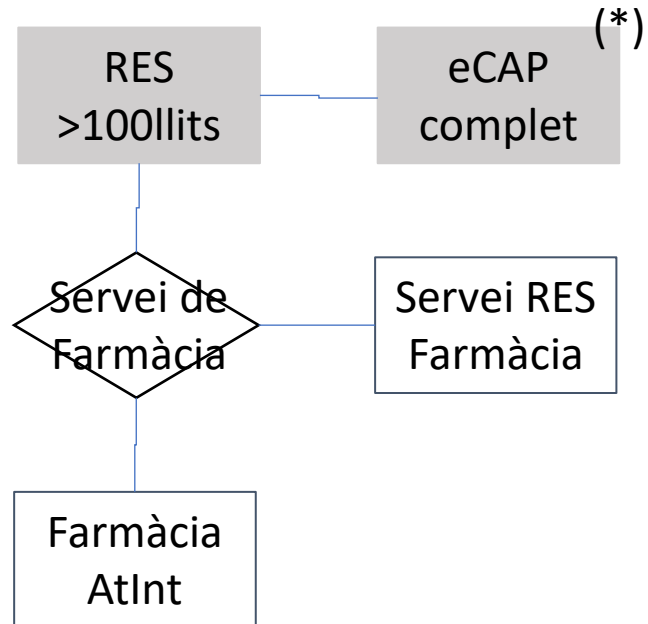 (*)
RES
>100llits
eCAP
complet
Servei de
Farmàcia
Servei RES
Farmàcia
Farmàcia
AtInt